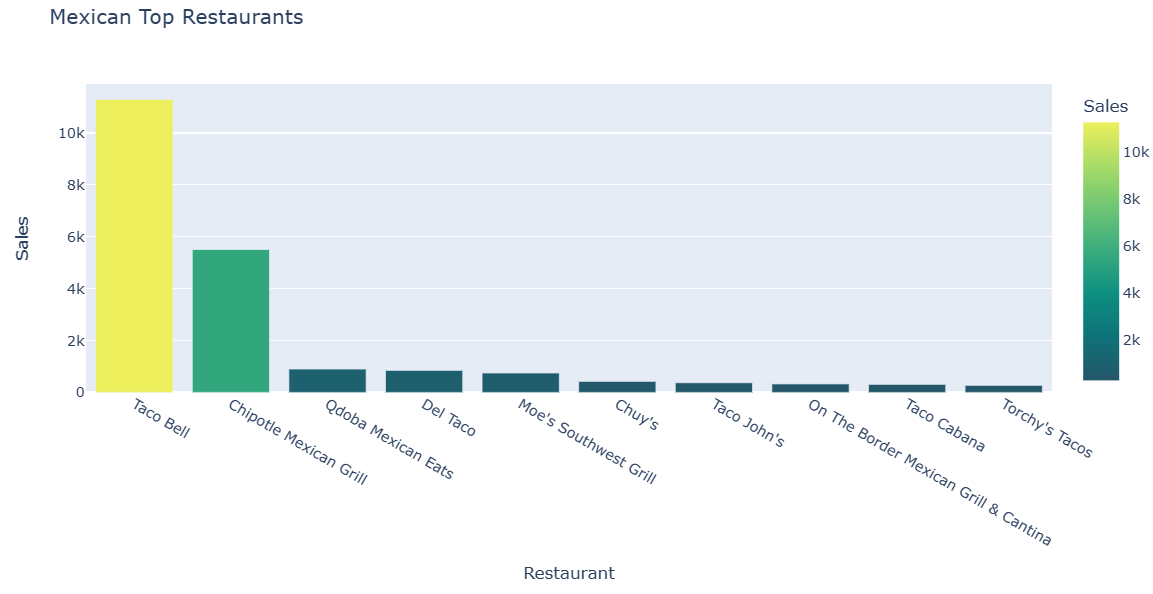 Mexican Top Restaurants
Sales
10k
8k
6k
4k
2k
0
Taco Bell
Chipotle Mexican Grill
Qdoba Mexican Eats
Del Taco
Moe's Southwest Grill
Chuy's
Taco John's
On The Border Mexican Grill & Cantina
Taco Cabana
Torchy's Tacos
Restaurant
Sales
10k
8k
6k
4k
2k